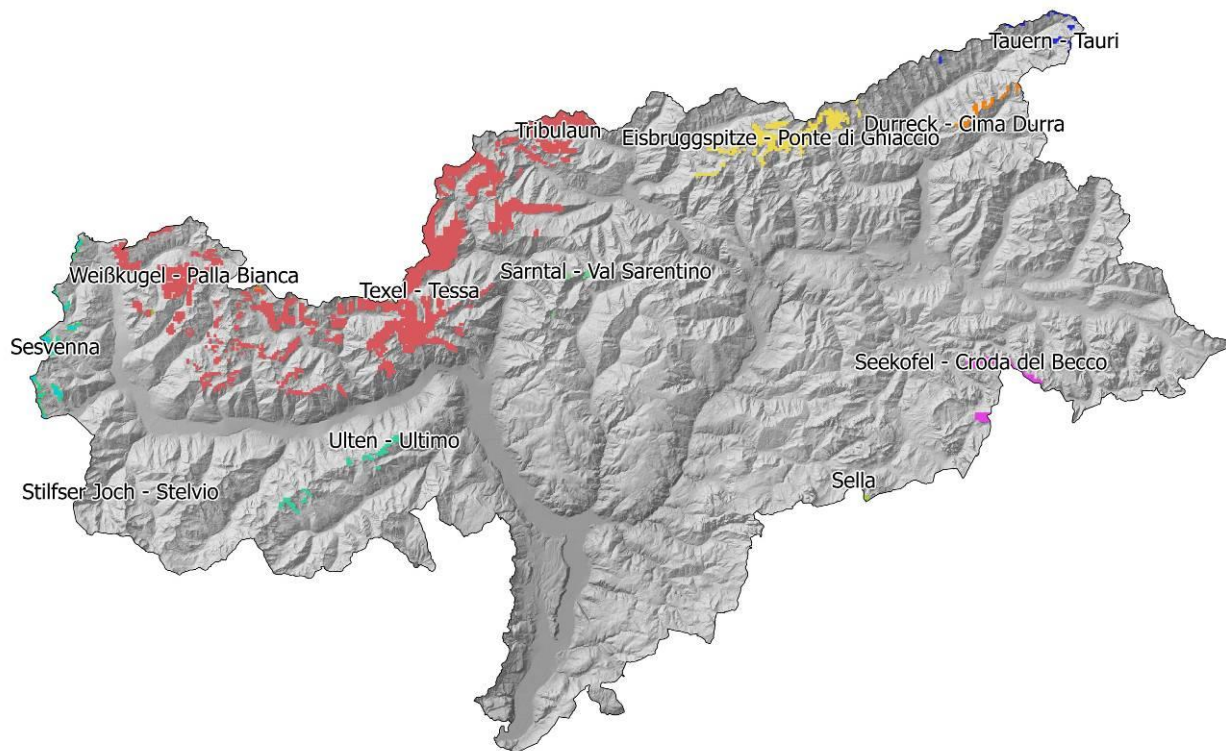 Tauern - Tauri
Durreck - Cima Durra
Tribulaun
Eisbruggspitze - Ponte di Ghiaccio
Weißkugel - Palla Bianca
Sarntal - Val Sarentino
Texel - Tessa
Sesvenna
Seekofel - Croda del Becco
Ulten - Ultimo
Stilfser Joch - Stelvio
Sella